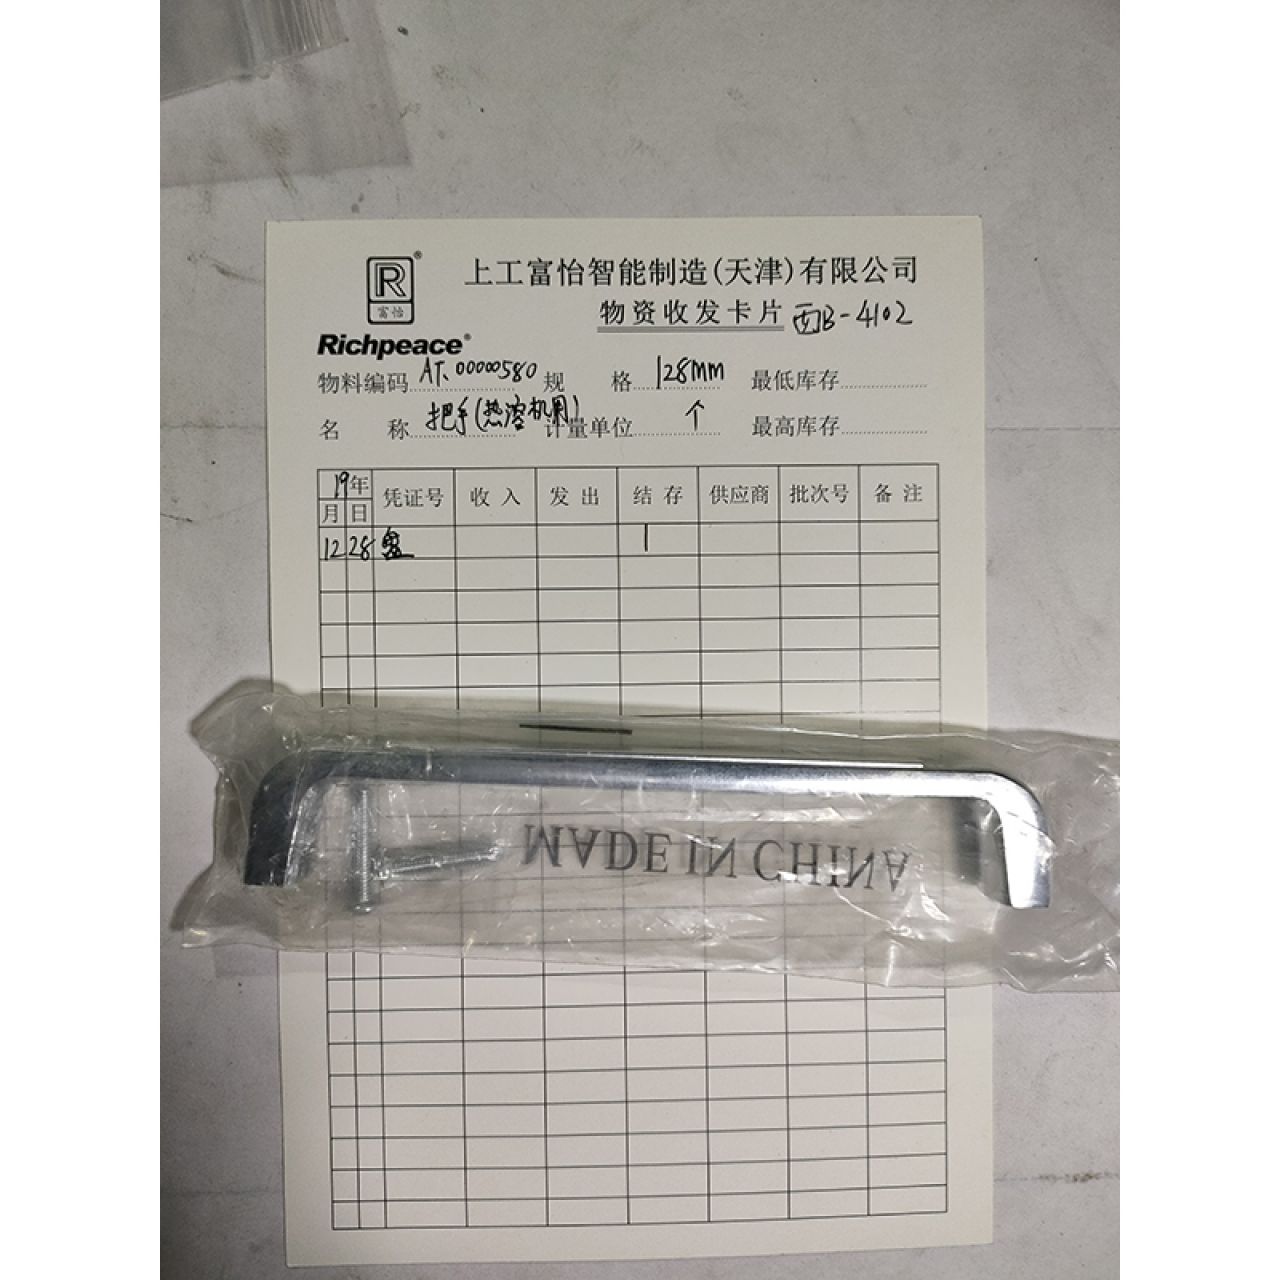 R®
富怡
Richpeace®
上工富怡智能制造(天津)有限公司
物资收发卡片 西B-4102
物料编码 AT.00000580 规 格 128MM 最低库存
名 称 把手(热溶机用) 计量单位 个 最高库存
19年 凭证号 收 入 发 出 结 存 供应商 批次号 备 注
月 日
12 28 盘 1
MADE IN CHINA